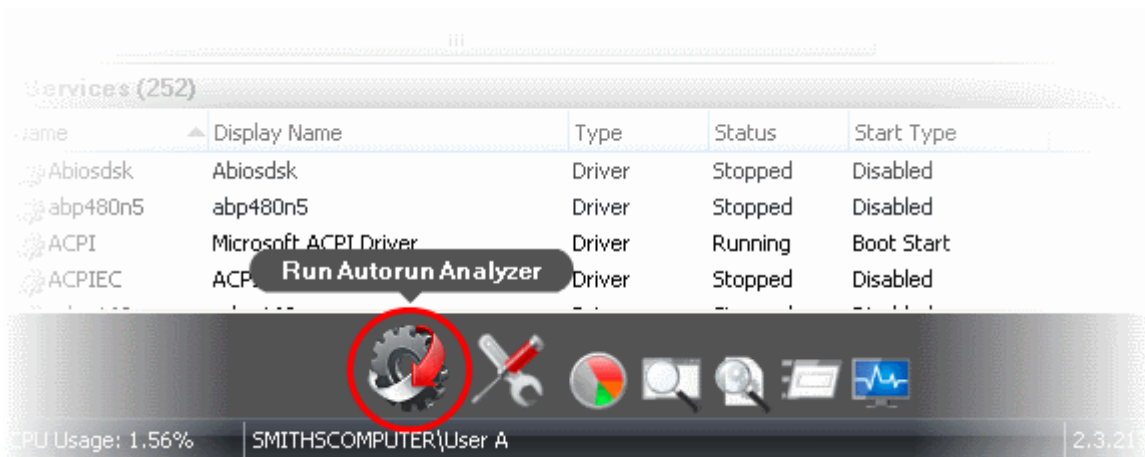 Services (252)
Name Display Name Type Status Start Type
Abiosdsk Abiosdsk Driver Stopped Disabled
abp480n5 abp480n5 Driver Stopped Disabled
ACPI Microsoft ACPI Driver Driver Running Boot Start
ACPIEC Driver Stopped Disabled
Run Autorun Analyzer
CPU Usage: 1.56% SMITHSCOMPUTER\User A 2.3.21